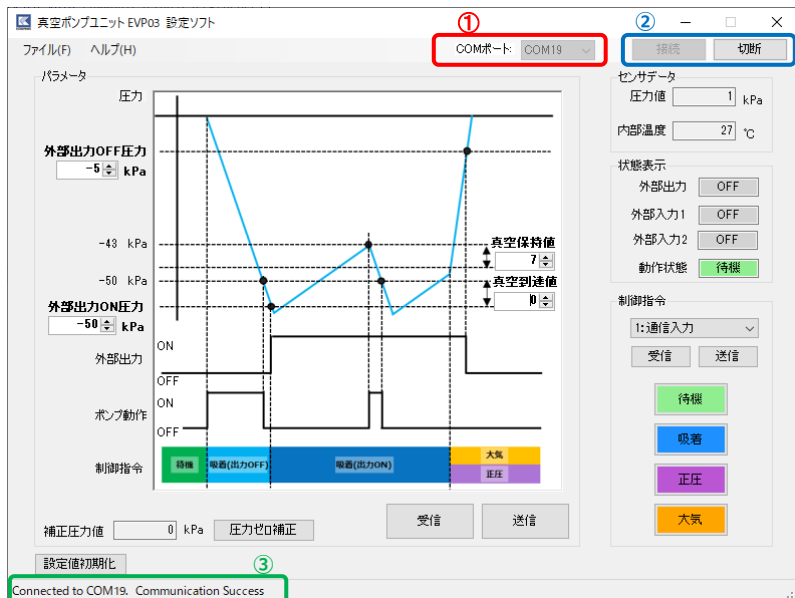 真空ポンプユニット EVP03 設定ソフト
①
②
ファイル(F) ヘルプ(H)
COMポート: COM19
接続 切断
パラメータ
圧力
外部出力OFF圧力
-5 kPa
-43 kPa
真空保持値
7
-50 kPa
真空到達値
0
外部出力ON圧力
-50 kPa
外部出力
ON
OFF
ポンプ動作
ON
OFF
制御指令
待機 吸着(出力OFF) 吸着(出力ON) 大気
正圧
補正圧力値 0 kPa 圧力ゼロ補正
受信 送信
設定値初期化
③
Connected to COM19. Communication Success
センサデータ
圧力値 1 kPa
内部温度 27 ℃
状態表示
外部出力 OFF
外部入力1 OFF
外部入力2 OFF
動作状態 待機
制御指令
1:通信入力
受信 送信
待機
吸着
正圧
大気